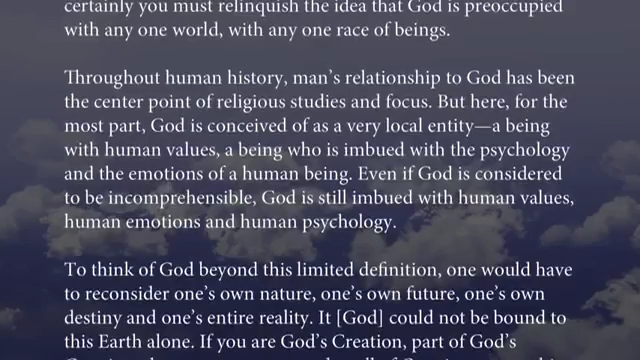 certainly you must relinquish the idea that God is preoccupied
with any one world, with any one race of beings.
Throughout human history, man's relationship to God has been
the center point of religious studies and focus. But here, for the
most part, God is conceived of as a very local entity—a being
with human values, a being who is imbued with the psychology
and the emotions of a human being. Even if God is considered
to be incomprehensible, God is still imbued with human values,
human emotions and human psychology.
To think of God beyond this limited definition, one would have
to reconsider one's own nature, one's own future, one's own
destiny and one's entire reality. It [God] could not be bound to
this Earth alone. If you are God's Creation, part of God's